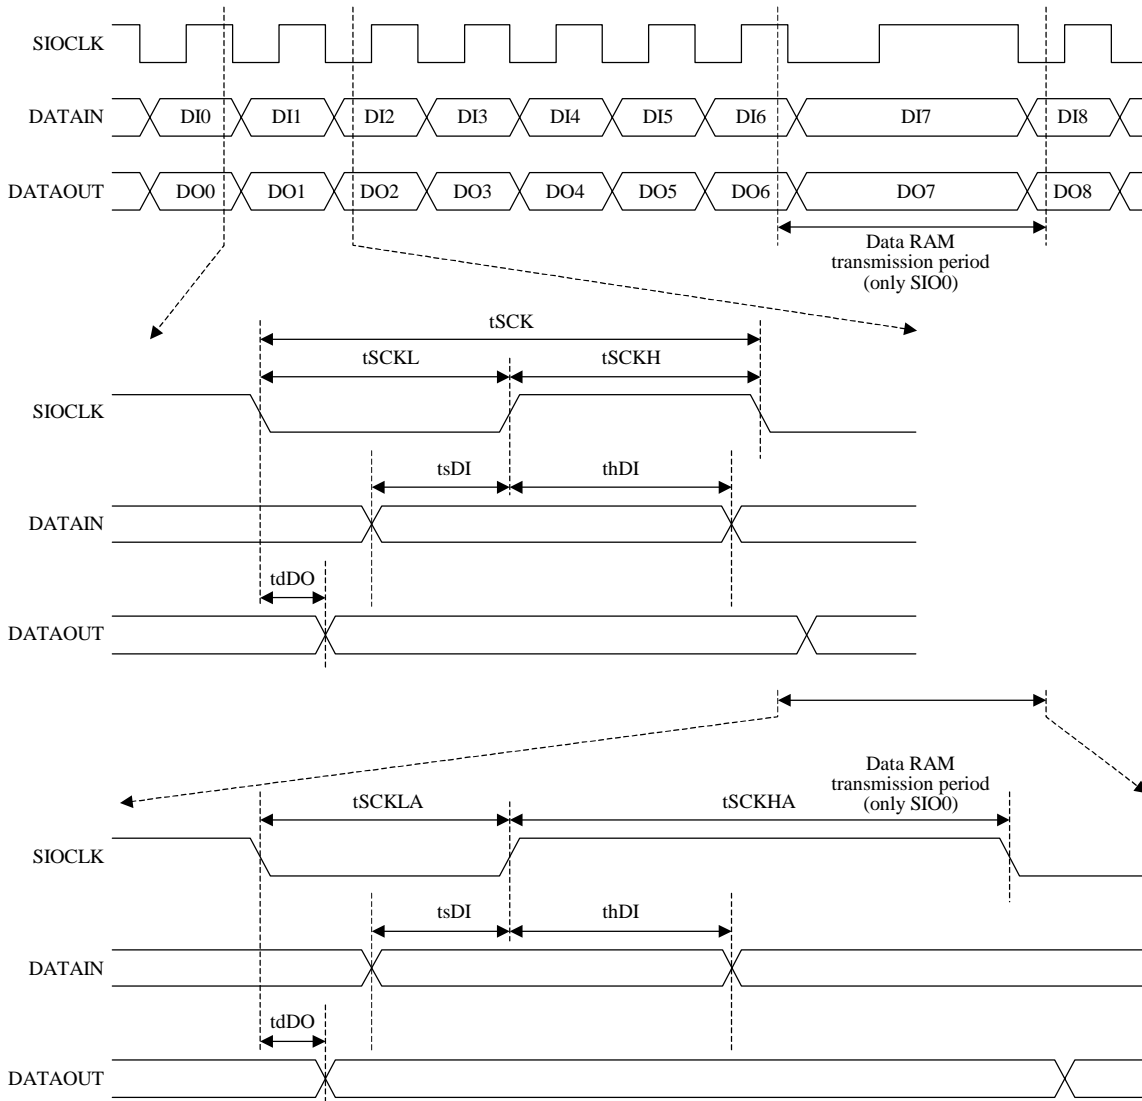 SIOCLK
DATAIN DI0 DI1 DI2 DI3 DI4 DI5 DI6 DI7 DI8
DATAOUT DO0 DO1 DO2 DO3 DO4 DO5 DO6 DO7 DO8
Data RAM
transmission period
(only SIO0)
tSCK
tSCKL tSCKH
SIOCLK
tsDI thDI
DATAIN
tdDO
DATAOUT
Data RAM
transmission period
(only SIO0)
tSCKLA tSCKHA
SIOCLK
tsDI thDI
DATAIN
tdDO
DATAOUT